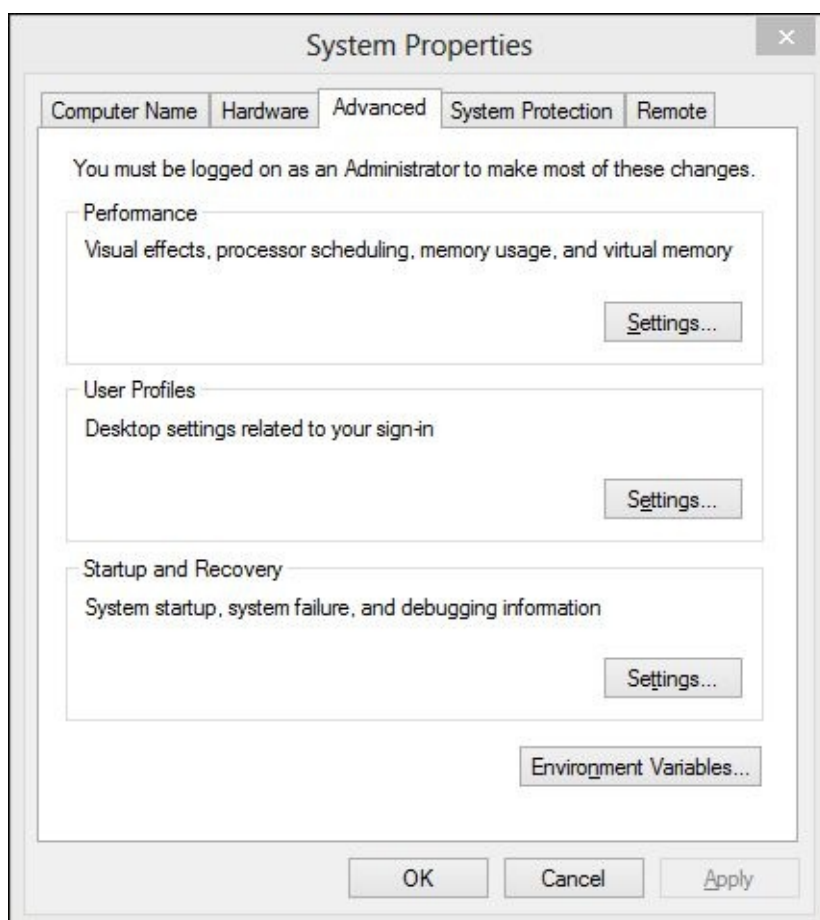 System Properties
Computer Name
Hardware
Advanced
System Protection
Remote
You must be logged on as an Administrator to make most of these changes.
Performance
Visual effects, processor scheduling, memory usage, and virtual memory
Settings...
User Profiles
Desktop settings related to your sign-in
Settings...
Startup and Recovery
System startup, system failure, and debugging information
Settings...
Environment Variables...
OK
Cancel
Apply